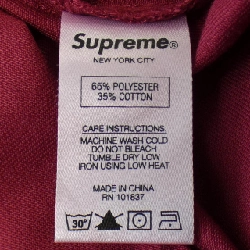 Supreme®
NEW YORK CITY
65% POLYESTER
35% COTTON
CARE INSTRUCTIONS
MACHINE WASH COLD
DO NOT BLEACH
TUMBLE DRY LOW
IRON USING LOW HEAT
MADE IN CHINA
RN 101837
30°